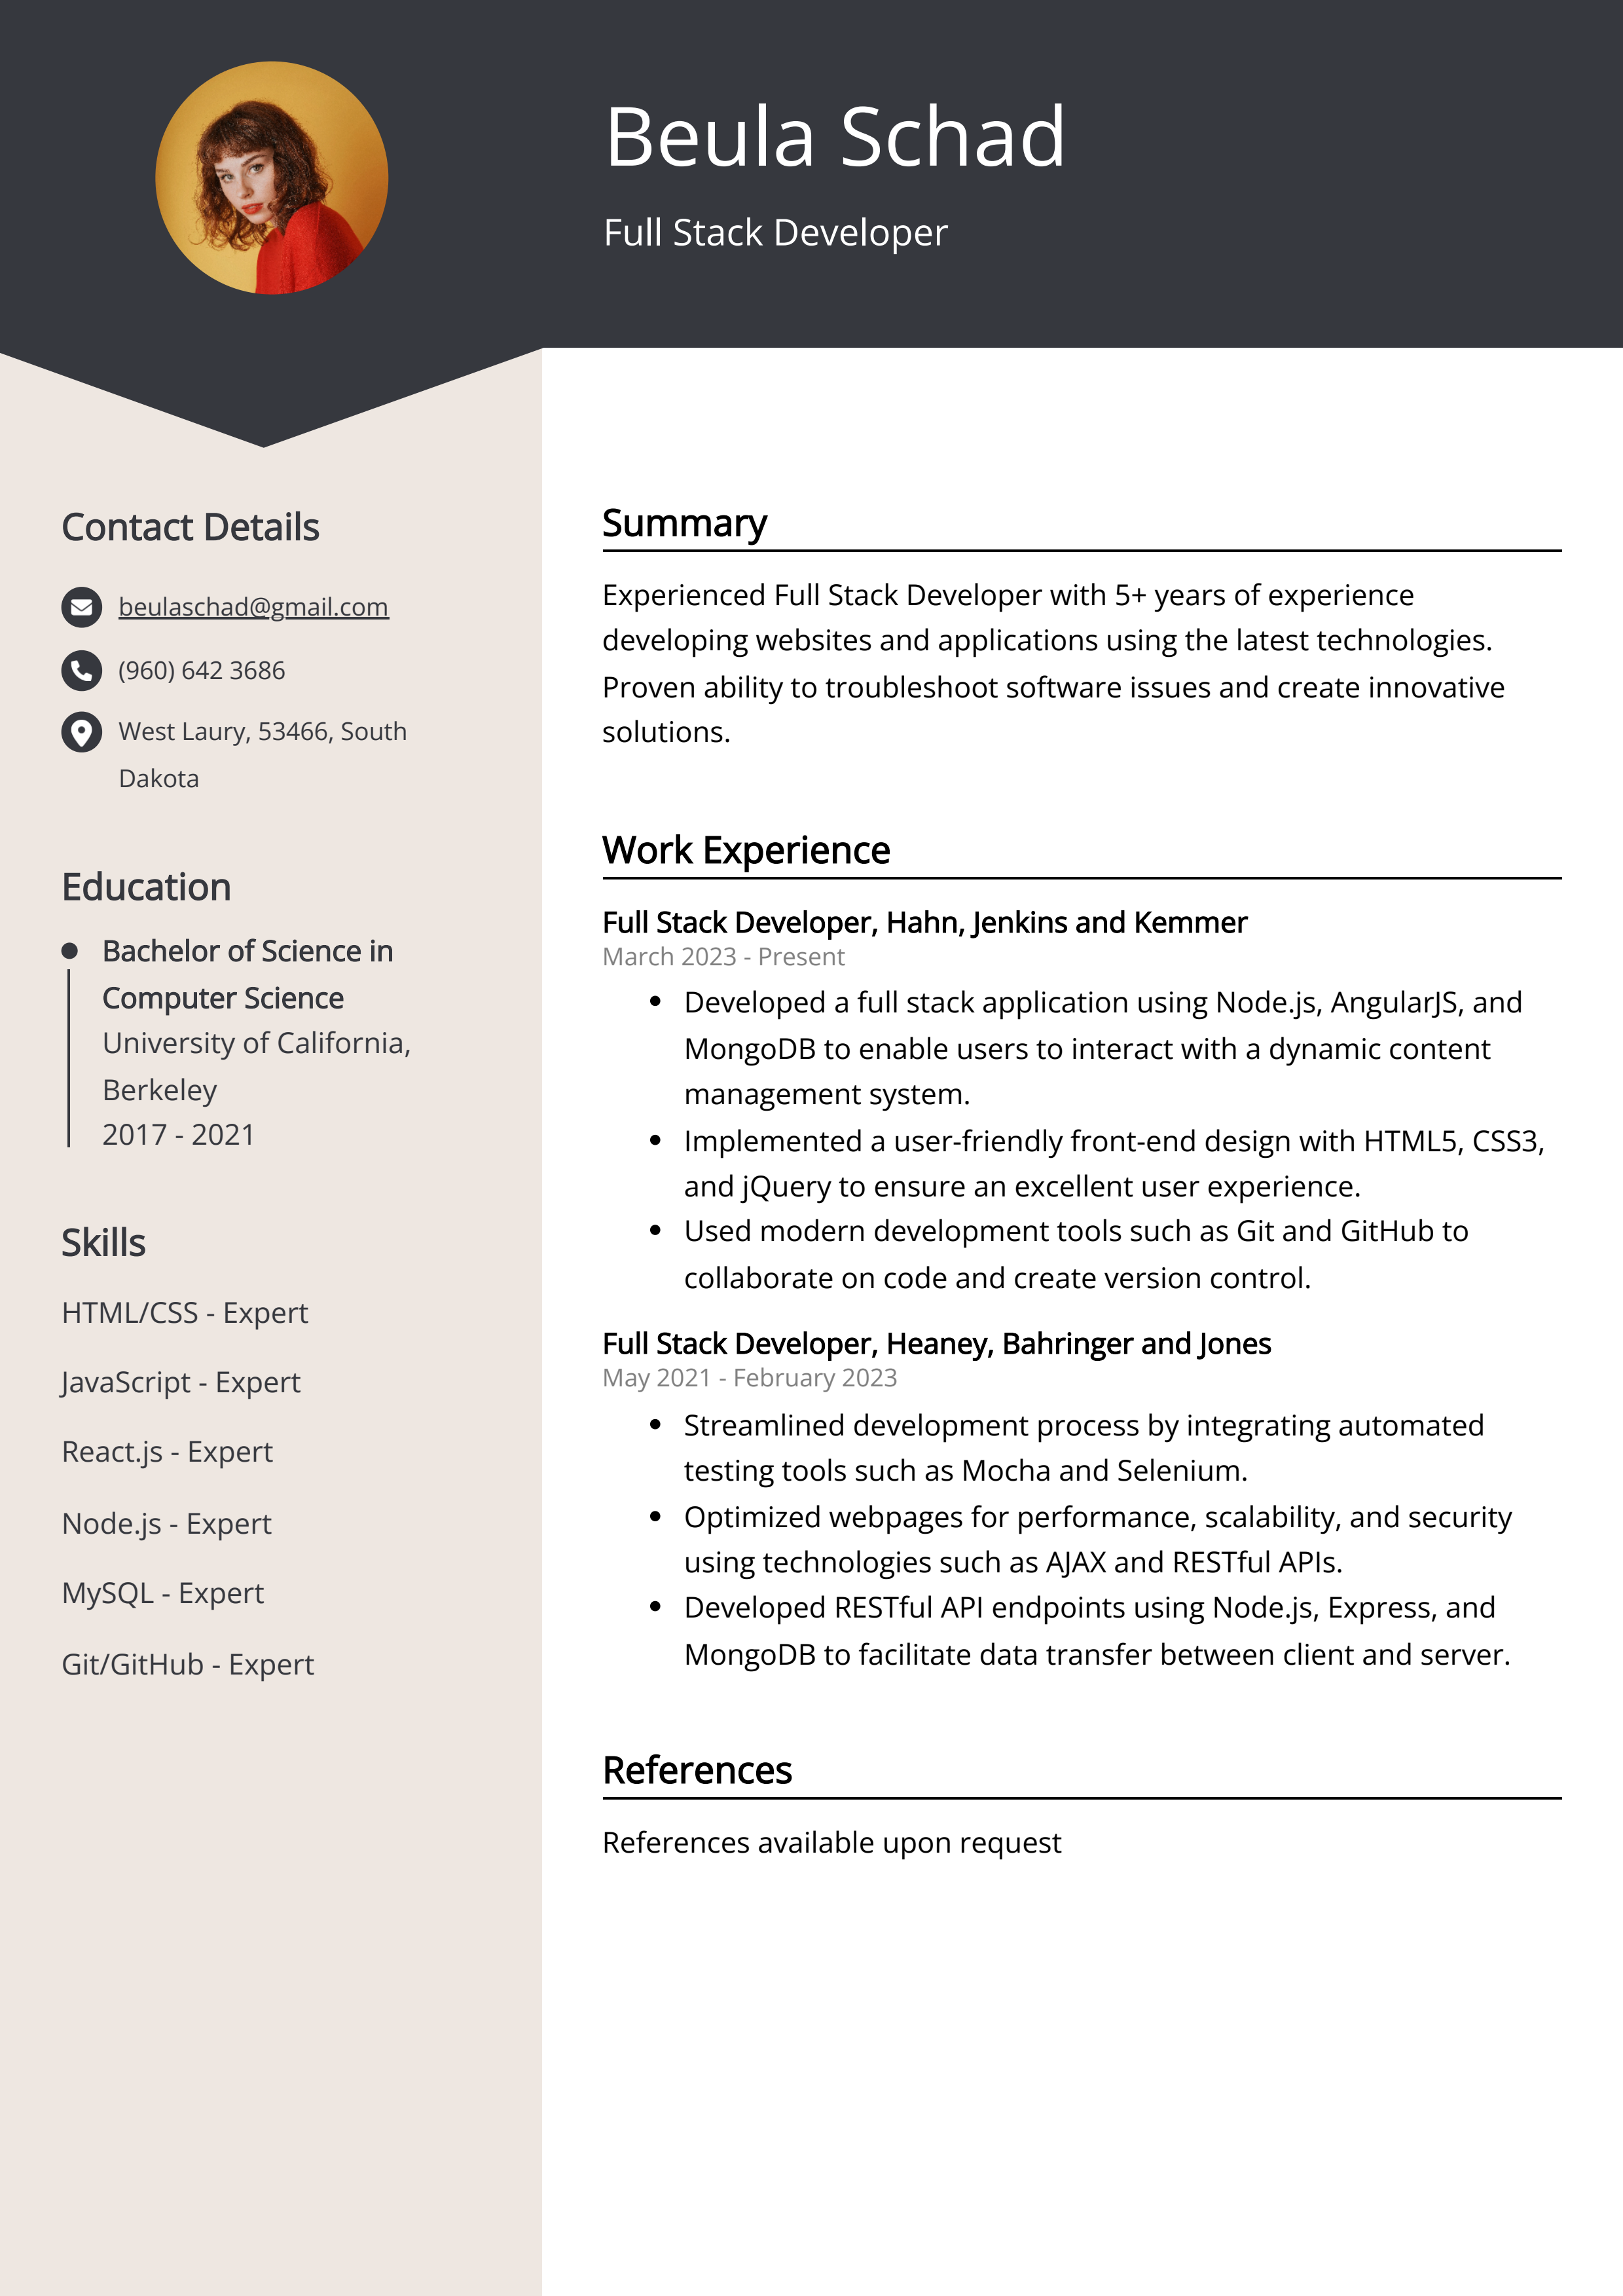 Beula Schad
Full Stack Developer
Contact Details
beulaschad@gmail.com
(960) 642 3686
West Laury, 53466, South
Dakota
Education
Bachelor of Science in
Computer Science
University of California,
Berkeley
2017 - 2021
Skills
HTML/CSS - Expert
JavaScript - Expert
React.js - Expert
Node.js - Expert
MySQL - Expert
Git/GitHub - Expert
Summary
Experienced Full Stack Developer with 5+ years of experience
developing websites and applications using the latest technologies.
Proven ability to troubleshoot software issues and create innovative
solutions.
Work Experience
Full Stack Developer, Hahn, Jenkins and Kemmer
March 2023 - Present
• Developed a full stack application using Node.js, AngularJS, and
MongoDB to enable users to interact with a dynamic content
management system.
• Implemented a user-friendly front-end design with HTML5, CSS3,
and jQuery to ensure an excellent user experience.
• Used modern development tools such as Git and GitHub to
collaborate on code and create version control.
Full Stack Developer, Heaney, Bahringer and Jones
May 2021 - February 2023
• Streamlined development process by integrating automated
testing tools such as Mocha and Selenium.
• Optimized webpages for performance, scalability, and security
using technologies such as AJAX and RESTful APIs.
• Developed RESTful API endpoints using Node.js, Express, and
MongoDB to facilitate data transfer between client and server.
References
References available upon request